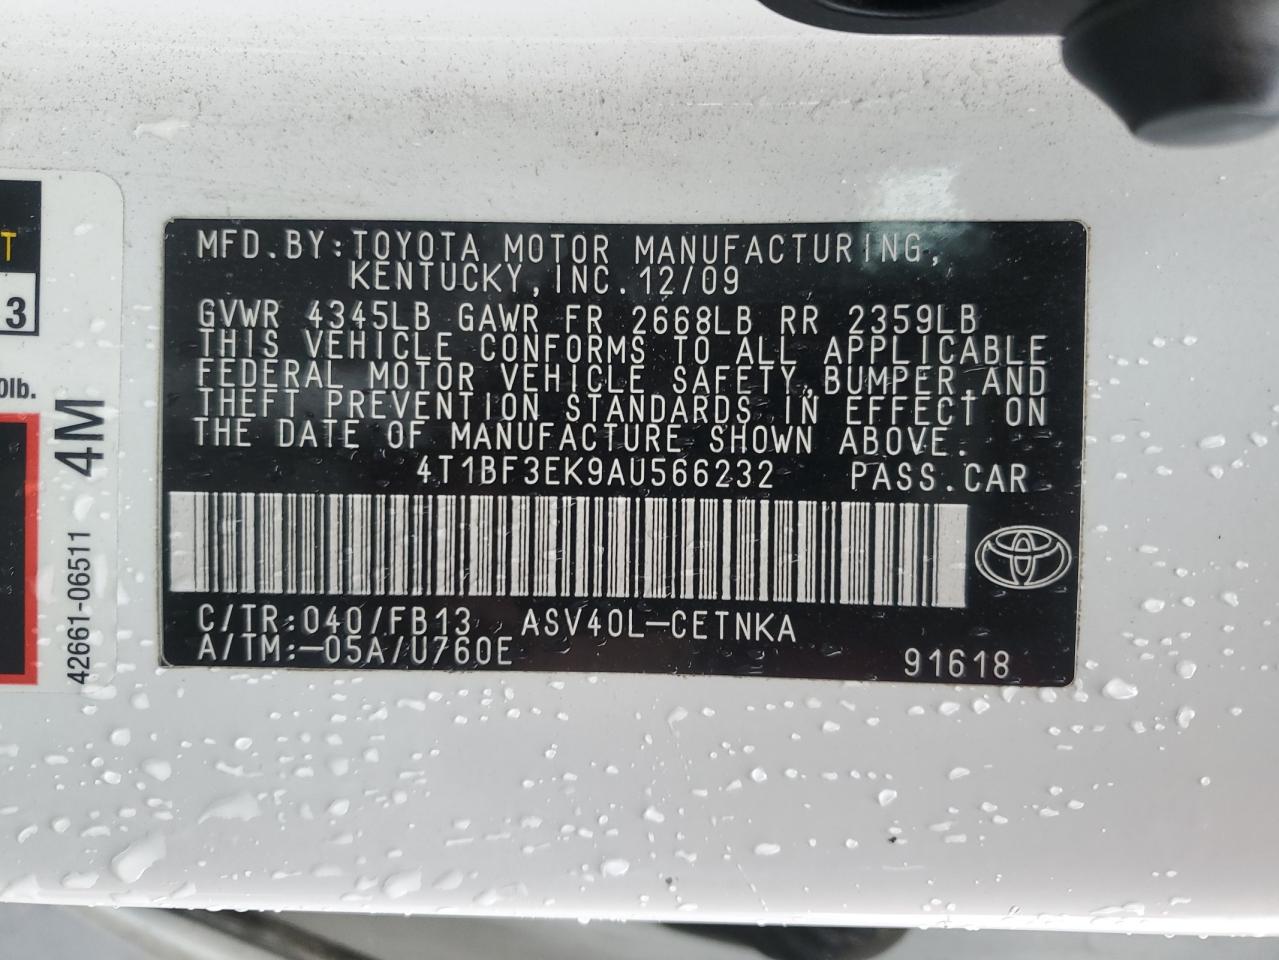 MFD.BY:TOYOTA MOTOR MANUFACTURING,
KENTUCKY,INC.12/09
GVWR 4345LB GAWR FR 2668LB RR 2359LB
THIS VEHICLE CONFORMS TO ALL APPLICABLE
FEDERAL MOTOR VEHICLE SAFETY,BUMPER,AND
THEFT PREVENTION STANDARDS IN EFFECT ON
THE DATE OF MANUFACTURE SHOWN ABOVE.
4T1BF3EK9AU566232 PASS.CAR
C/TR:040/FB13 ASV40L-CETNKA
A/TM:-05A/U760E
91618
T
3
0lb.
4M
42661-06511